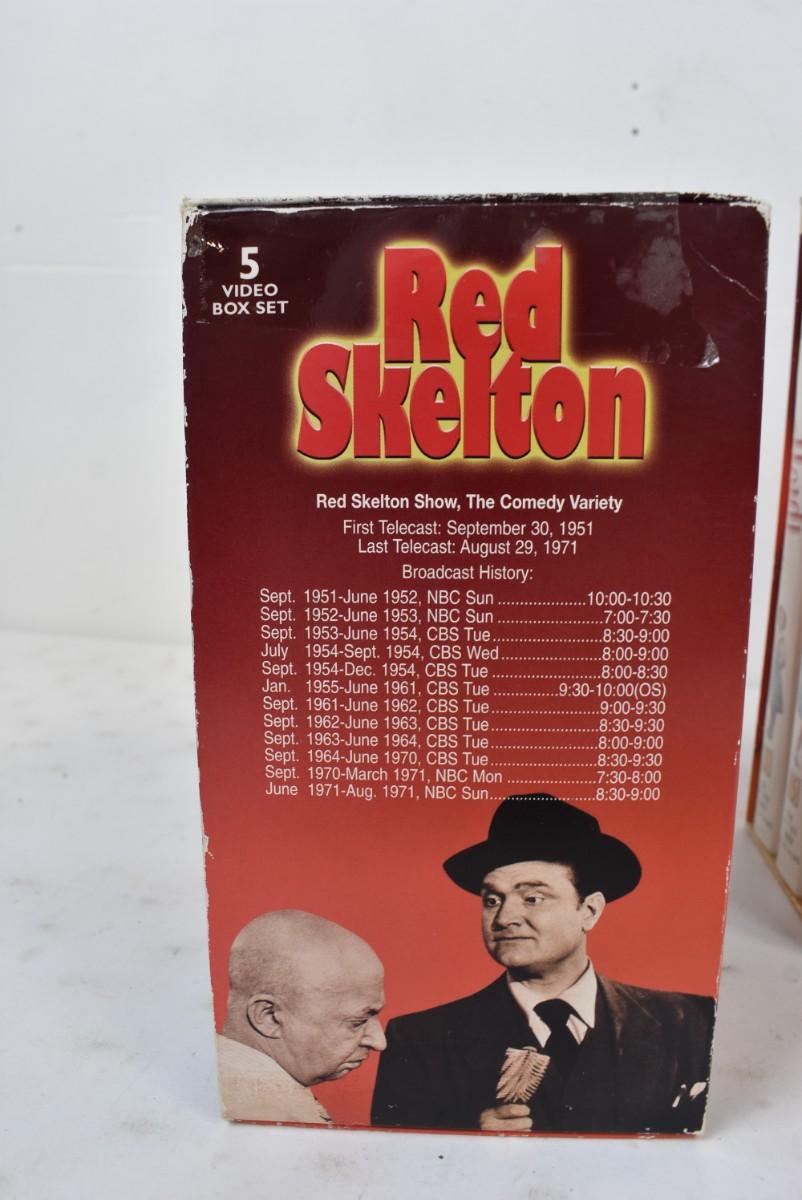 5
VIDEO
BOX SET
Red
Skelton
Red Skelton Show, The Comedy Variety
First Telecast: September 30, 1951
Last Telecast: August 29, 1971
Broadcast History:
Sept. 1951-June 1952, NBC Sun......................10:00-10:30
Sept. 1952-June 1953, NBC Sun..........................7:00-7:30
Sept. 1953-June 1954, CBS Tue...........................8:30-9:00
July 1954-Sept. 1954, CBS Wed..........................8:00-9:00
Sept. 1954-Dec. 1954, CBS Tue............................8:00-8:30
Jan. 1955-June 1961, CBS Tue................9:30-10:00(OS)
Sept. 1961-June 1962, CBS Tue...........................9:00-9:30
Sept. 1962-June 1963, CBS Tue...........................8:30-9:30
Sept. 1963-June 1964, CBS Tue...........................8:00-9:00
Sept. 1964-June 1970, CBS Tue...........................8:30-9:30
Sept. 1970-March 1971, NBC Mon.......................7:30-8:00
June 1971-Aug. 1971, NBC Sun...........................8:30-9:00